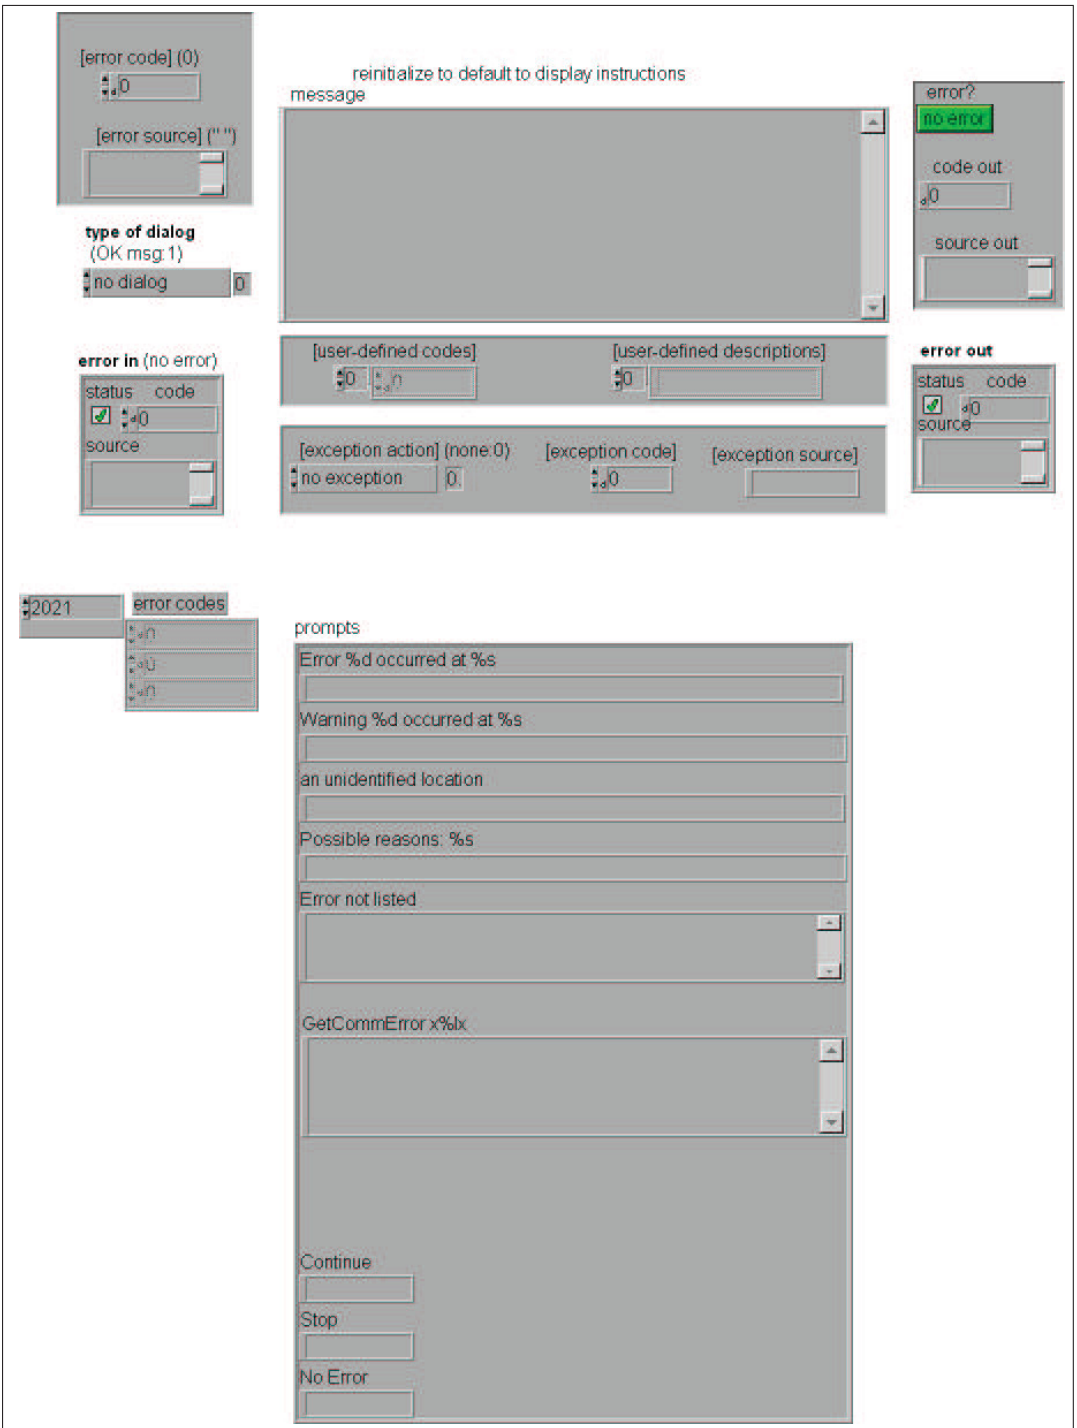 [error code] (0)
0
[error source] (" ")
type of dialog
(OK msg:1)
no dialog 0
error in (no error)
status code
0
source
reinitialize to default to display instructions
message
[user-defined codes] [user-defined descriptions]
0 0 0
[exception action] (none:0) [exception code] [exception source]
no exception 0 0
error?
no error
code out
0
source out
error out
status code
0
source
2021 error codes
0
0
0
prompts
Error %d occurred at %s
Warning %d occurred at %s
an unidentified location
Possible reasons: %s
Error not listed
GetCommError x%lx
Continue
Stop
No Error